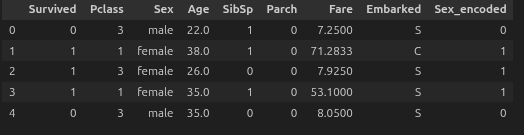 Survived Pclass Sex Age SibSp Parch Fare Embarked Sex_encoded
0 0 3 male 22.0 1 0 7.2500 S 0
1 1 1 female 38.0 1 0 71.2833 C 1
2 1 3 female 26.0 0 0 7.9250 S 1
3 1 1 female 35.0 1 0 53.1000 S 1
4 0 3 male 35.0 0 0 8.0500 S 0